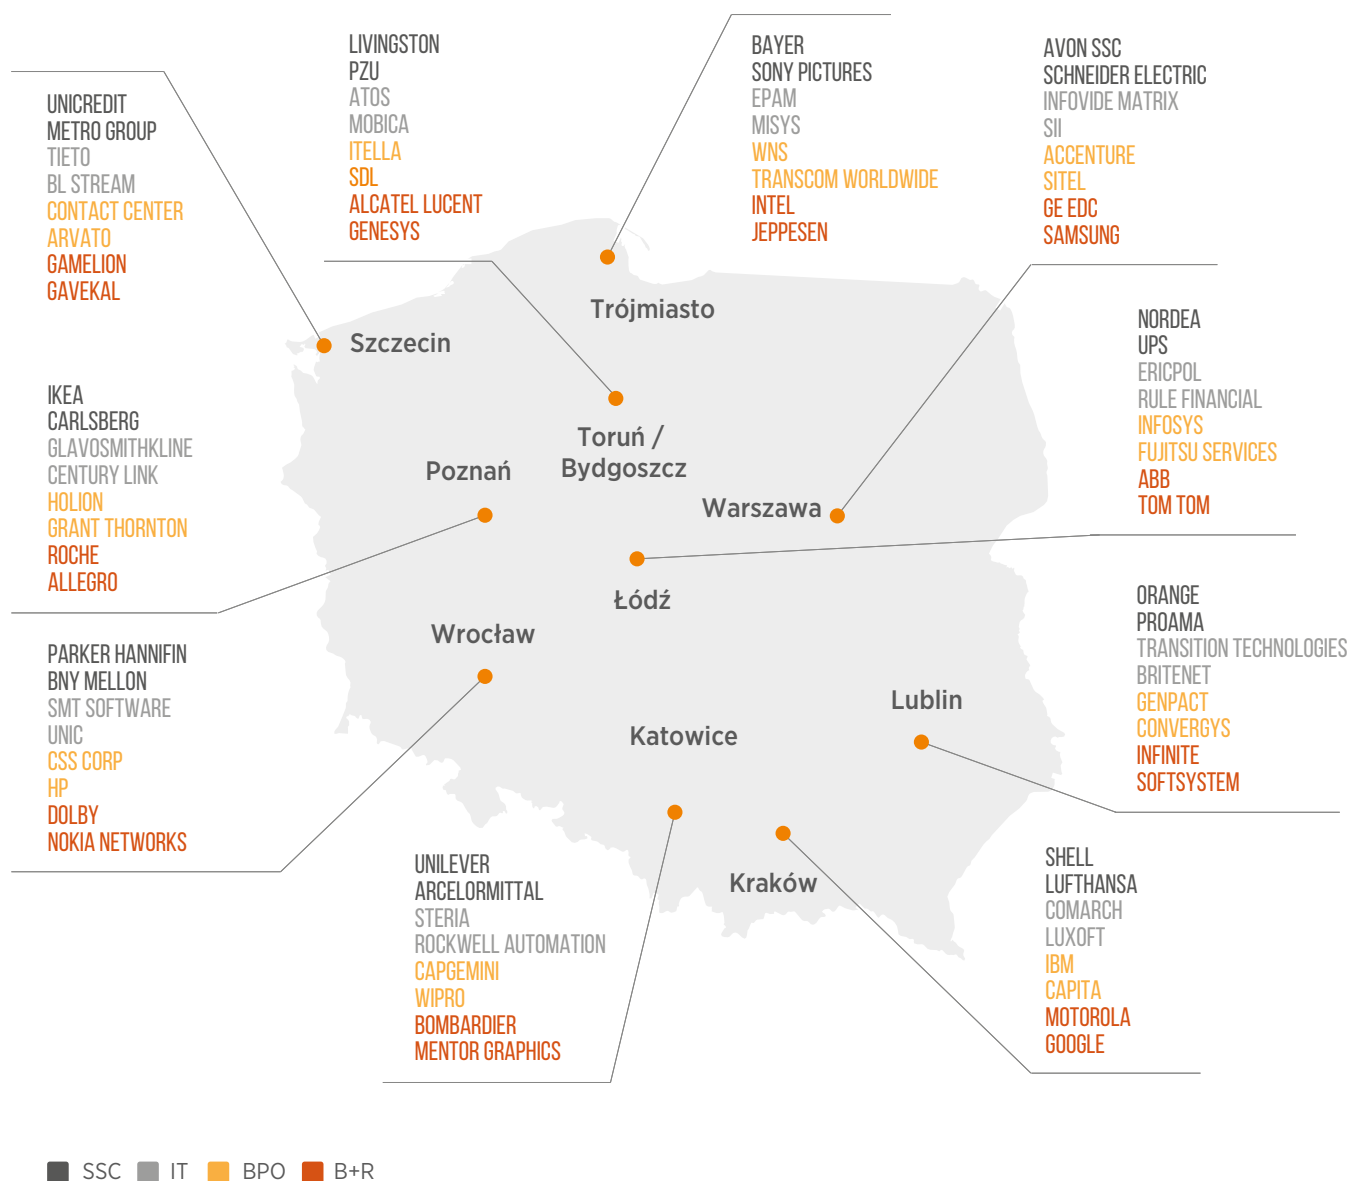 LIVINGSTON
PZU
ATOS
MOBICA
ITELLA
SDL
ALCATEL LUCENT
GENESYS
BAYER
SONY PICTURES
EPAM
MISYS
WNS
TRANSCOM WORLDWIDE
INTEL
JEPPESEN
AVON SSC
SCHNEIDER ELECTRIC
INFOVIDE MATRIX
SII
ACCENTURE
SITEL
GE EDC
SAMSUNG
UNICREDIT
METRO GROUP
TIETO
BL STREAM
CONTACT CENTER
ARVATO
GAMELION
GAVEKAL
Trójmiasto
Szczecin
NORDEA
UPS
ERICPOL
RULE FINANCIAL
INFOSYS
FUJITSU SERVICES
ABB
TOM TOM
IKEA
CARLSBERG
GLAVOSMITHKLINE
CENTURY LINK
HOLION
GRANT THORNTON
ROCHE
ALLEGRO
Toruń /
Bydgoszcz
Poznań
Warszawa
Łódź
Wrocław
ORANGE
PROAMA
TRANSITION TECHNOLOGIES
BRITENET
GENPACT
CONVERGYS
INFINITE
SOFTSYSTEM
PARKER HANNIFIN
BNY MELLON
SMT SOFTWARE
UNIC
CSS CORP
HP
DOLBY
NOKIA NETWORKS
Lublin
Katowice
Kraków
UNILEVER
ARCELORMITTAL
STERIA
ROCKWELL AUTOMATION
CAPGEMINI
WIPRO
BOMBARDIER
MENTOR GRAPHICS
SHELL
LUFTHANSA
COMARCH
LUXOFT
IBM
CAPITA
MOTOROLA
GOOGLE
SSC IT BPO B+R